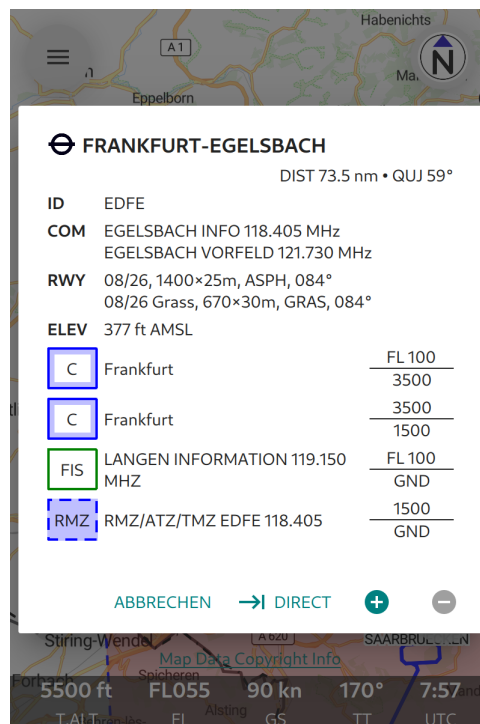 Habenichts
A 1
N
Eppelborn
FRANKFURT-EGELSBACH
DIST 73.5 nm • QUJ 59°
ID EDFE
COM EGELSBACH INFO 118.405 MHz
EGELSBACH VORFELD 121.730 MHz
RWY 08/26, 1400×25m, ASPH, 084°
08/26 Grass, 670×30m, GRAS, 084°
ELEV 377 ft AMSL
C Frankfurt FL 100
3500
C Frankfurt 3500
1500
FIS LANGEN INFORMATION 119.150 MHZ FL 100
GND
RMZ RMZ/ATZ/TMZ EDFE 118.405 1500
GND
ABBRECHEN DIRECT
Stiring-Wendel A 620 SAARBRUECKEN
Map Data Copyright Info
Forbach Spicheren
5500 ft FL055 90 kn 170° 7:57
Alsting
T-ALT FL GS TT UTC